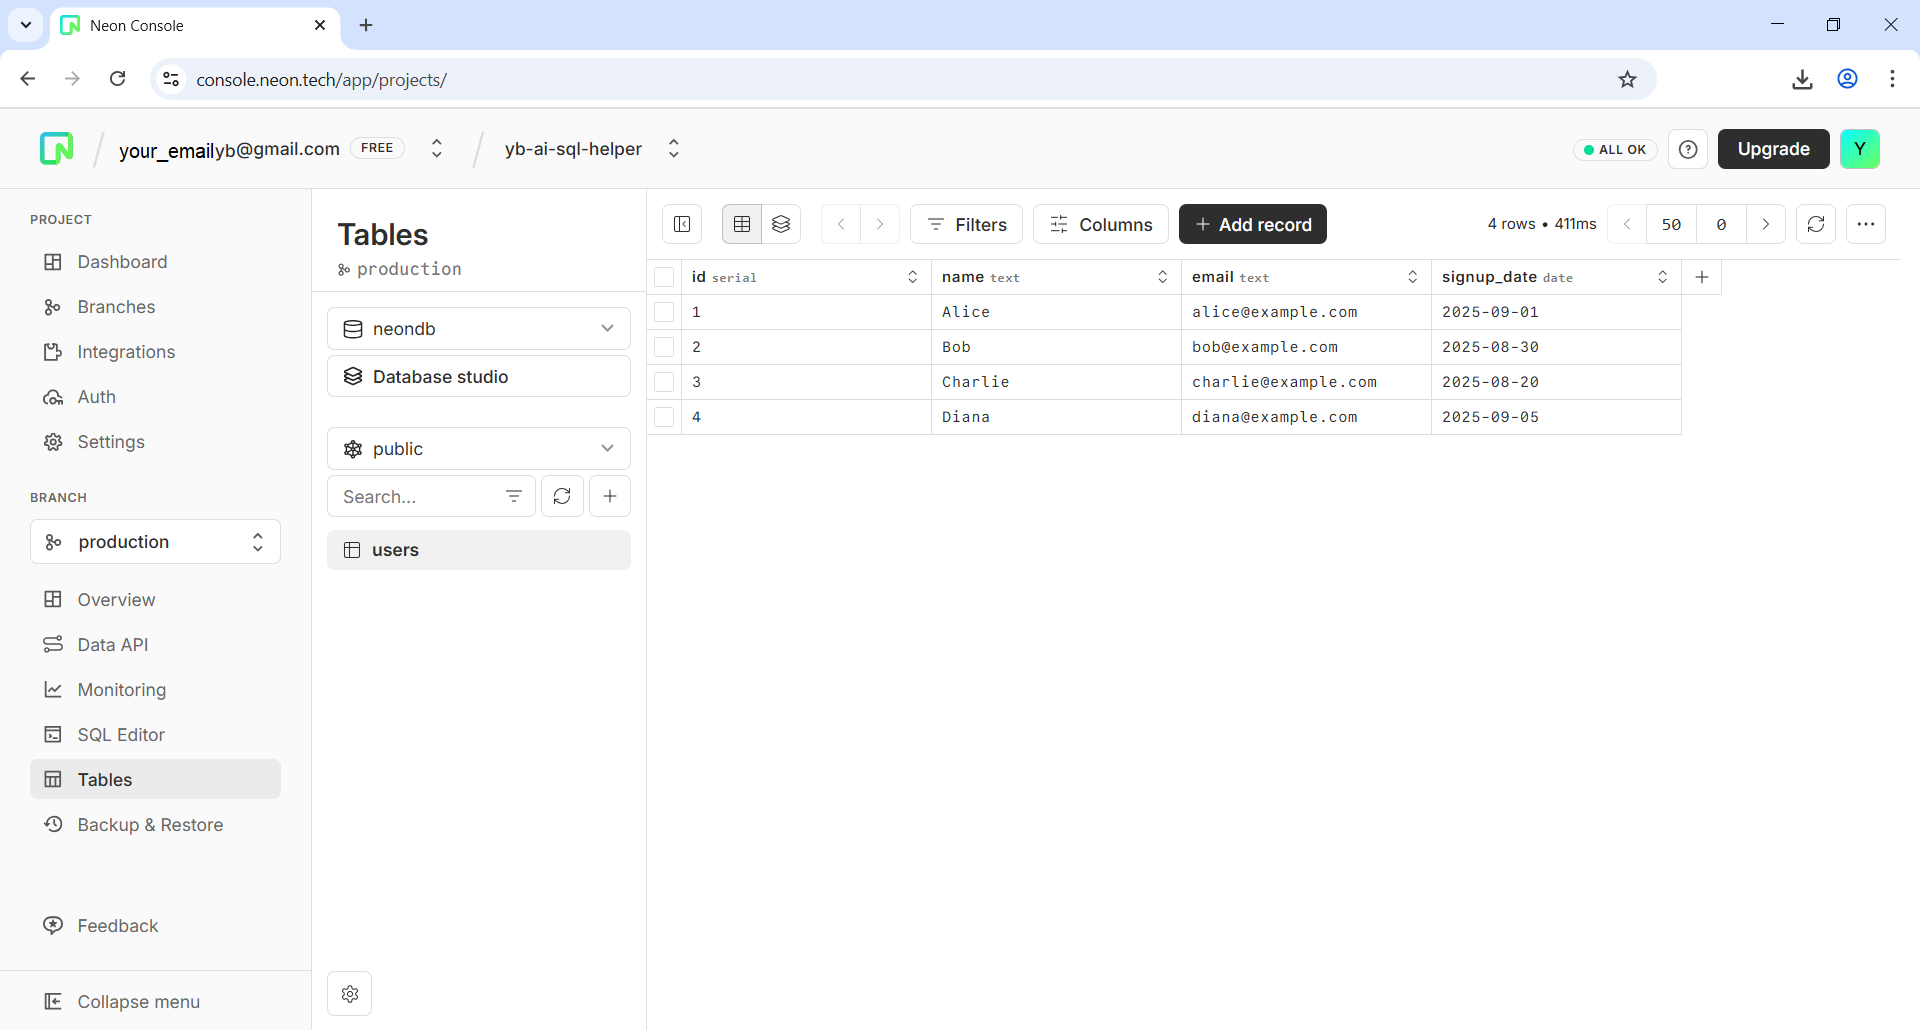 Neon Console
console.neon.tech/app/projects/
your_emailyb@gmail.com FREE
yb-ai-sql-helper
ALL OK
Upgrade
Y
PROJECT
Dashboard
Branches
Integrations
Auth
Settings
BRANCH
production
Overview
Data API
Monitoring
SQL Editor
Tables
Backup & Restore
Feedback
Collapse menu
Tables
production
neondb
Database studio
public
Search...
users
Filters
Columns
Add record
4 rows • 411ms
50
0
id serial name text email text signup_date date
1 Alice alice@example.com 2025-09-01
2 Bob bob@example.com 2025-08-30
3 Charlie charlie@example.com 2025-08-20
4 Diana diana@example.com 2025-09-05